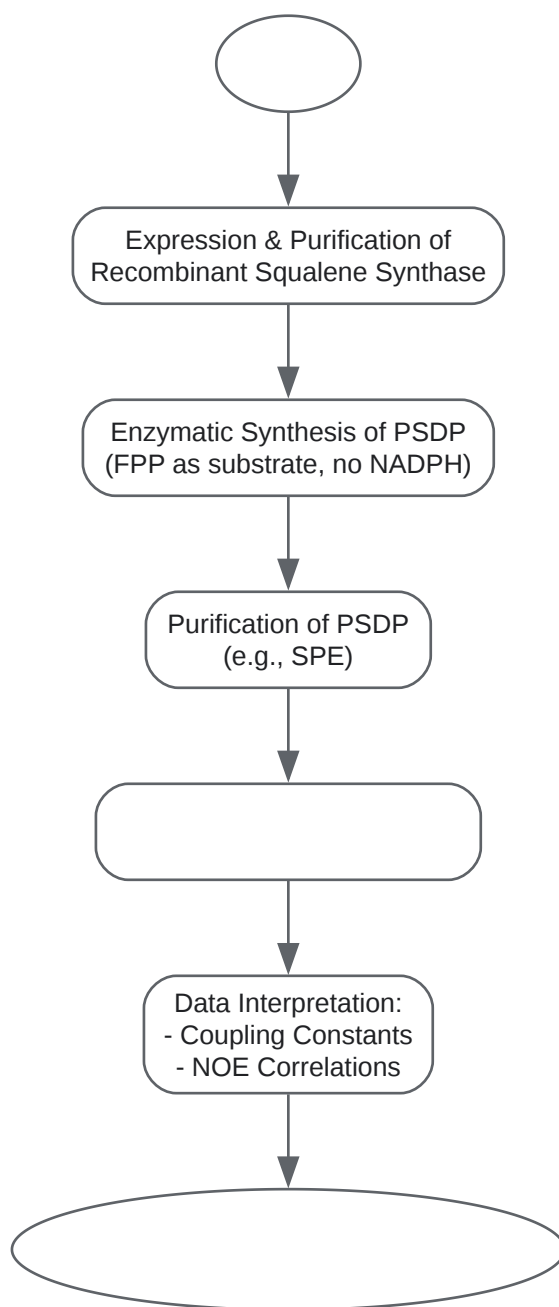 Expression & Purification of
Recombinant Squalene Synthase
Enzymatic Synthesis of PSDP
(FPP as substrate, no NADPH)
Purification of PSDP
(e.g., SPE)
Data Interpretation:
- Coupling Constants
- NOE Correlations